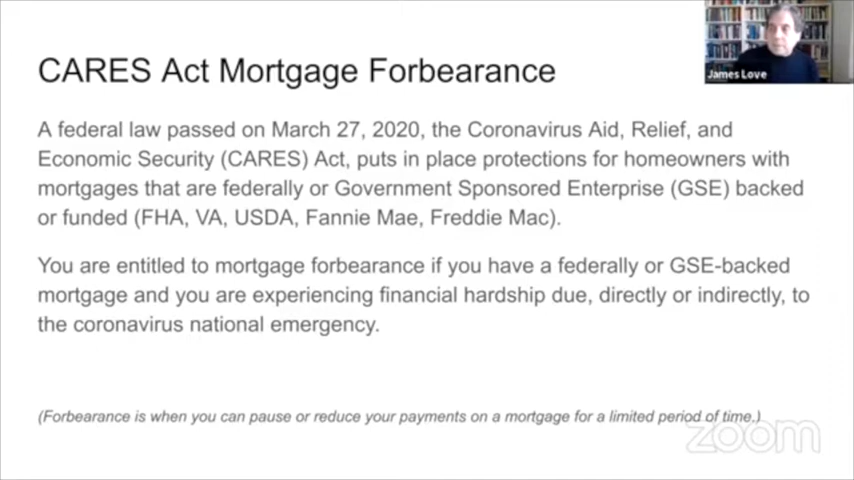 James Love
CARES Act Mortgage Forbearance
A federal law passed on March 27, 2020, the Coronavirus Aid, Relief, and
Economic Security (CARES) Act, puts in place protections for homeowners with
mortgages that are federally or Government Sponsored Enterprise (GSE) backed
or funded (FHA, VA, USDA, Fannie Mae, Freddie Mac).
You are entitled to mortgage forbearance if you have a federally or GSE-backed
mortgage and you are experiencing financial hardship due, directly or indirectly, to
the coronavirus national emergency.
(Forbearance is when you can pause or reduce your payments on a mortgage for a limited period of time.)
zoom